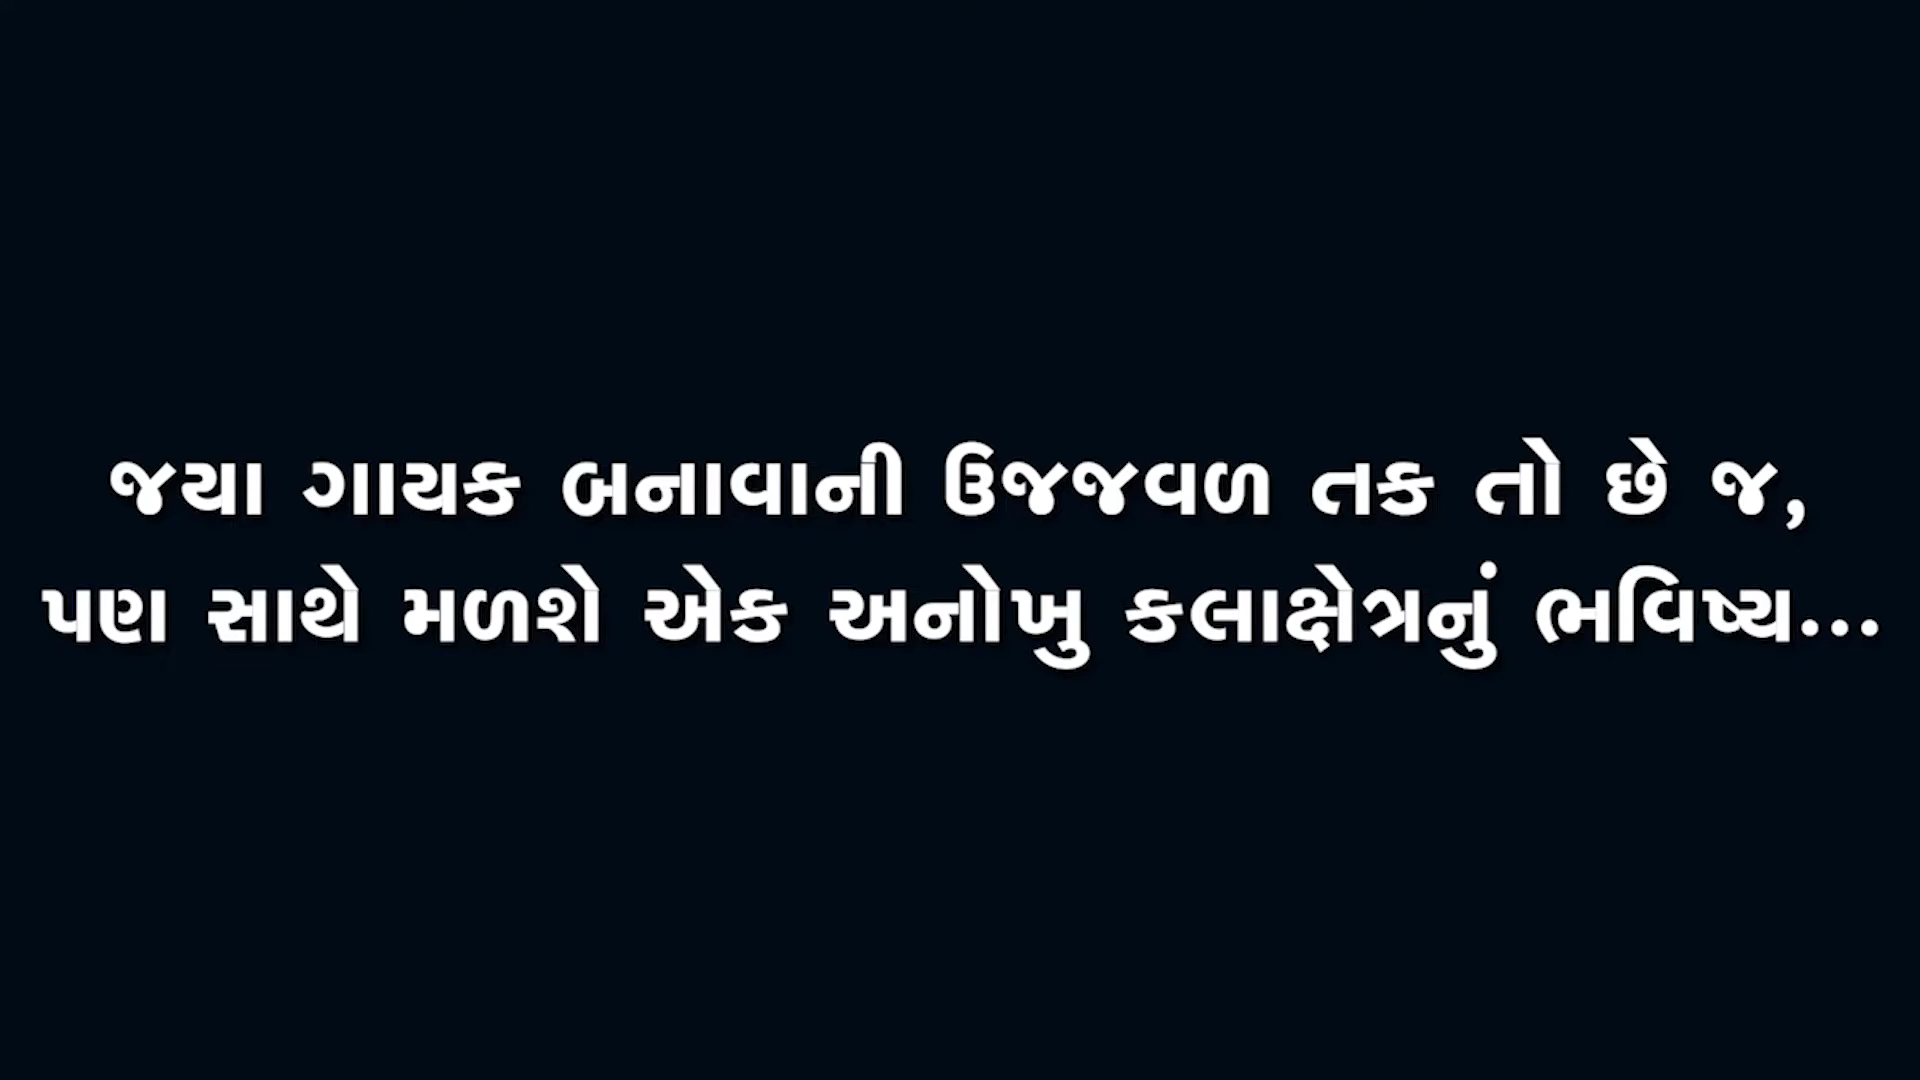 જયા ગાયક બનાવાની ઉજજવળ તક તો છે જ,
પણ સાથે મળશે એક અનોખુ કલાક્ષેત્રનું ભવિષ્ય...